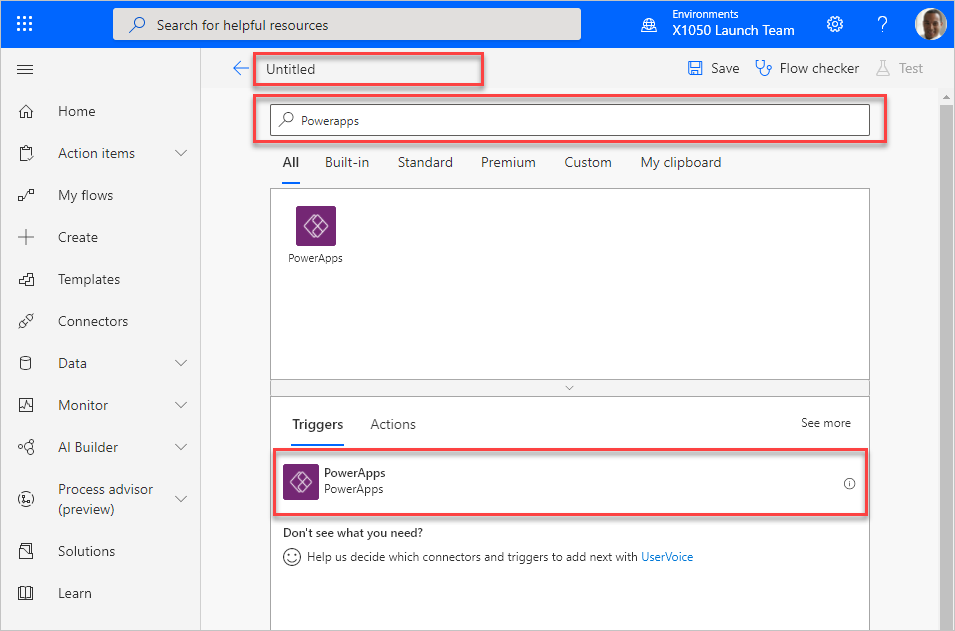 Search for helpful resources
Environments
X1050 Launch Team
?
Untitled
Save
Flow checker
Test
Home
Action items
My flows
Create
Templates
Connectors
Data
Monitor
AI Builder
Process advisor
(preview)
Solutions
Learn
Powerapps
All
Built-in
Standard
Premium
Custom
My clipboard
PowerApps
Triggers
Actions
See more
PowerApps
PowerApps
Don't see what you need?
Help us decide which connectors and triggers to add next with UserVoice